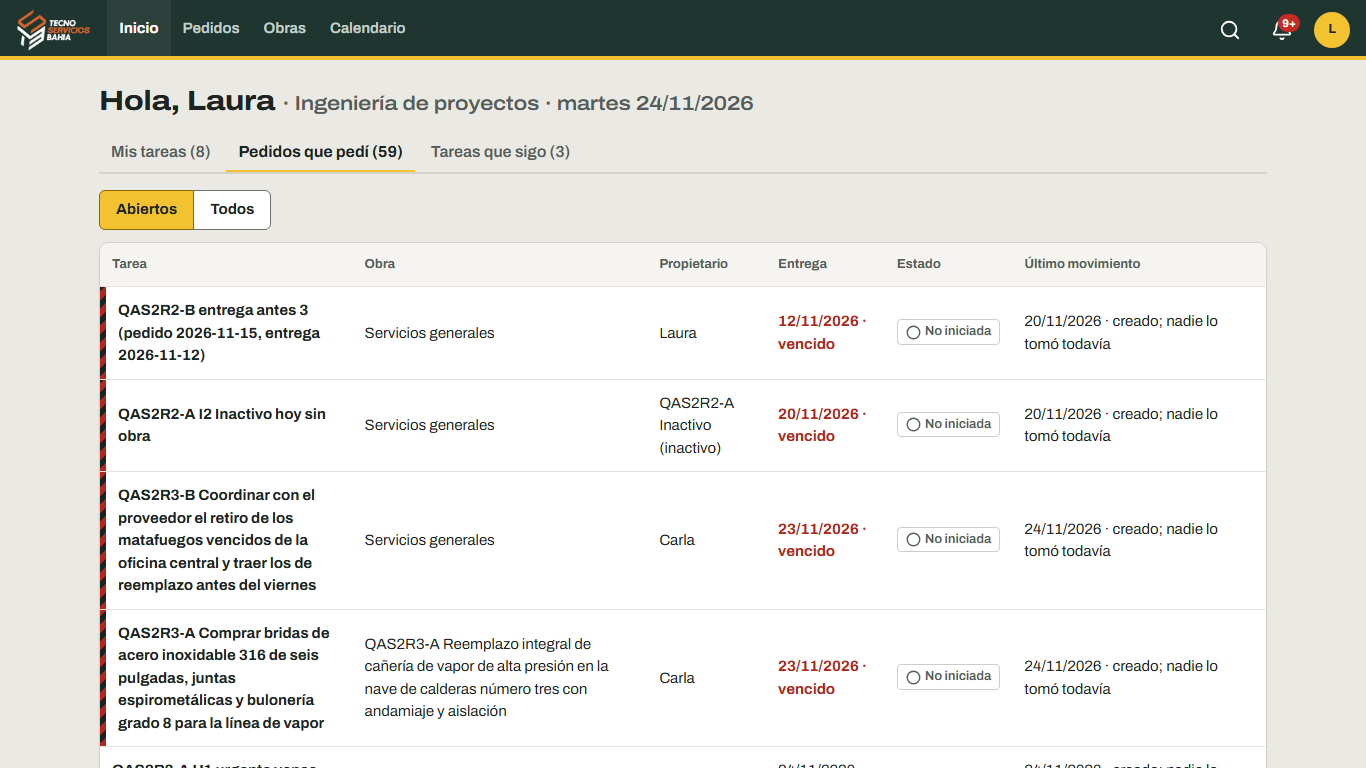 TECNO
SERVICIOS
BAHIA
Inicio
Pedidos
Obras
Calendario
9+
L
Hola, Laura · Ingeniería de proyectos · martes 24/11/2026
Mis tareas (8)
Pedidos que pedí (59)
Tareas que sigo (3)
Abiertos
Todos
Tarea
Obra
Propietario
Entrega
Estado
Último movimiento
QAS2R2-B entrega antes 3
(pedido 2026-11-15, entrega
2026-11-12)
Servicios generales
Laura
12/11/2026 ·
vencido
No iniciada
20/11/2026 · creado; nadie lo
tomó todavía
QAS2R2-A I2 Inactivo hoy sin
obra
Servicios generales
QAS2R2-A
Inactivo
(inactivo)
20/11/2026 ·
vencido
No iniciada
20/11/2026 · creado; nadie lo
tomó todavía
QAS2R3-B Coordinar con el
proveedor el retiro de los
matafuegos vencidos de la
oficina central y traer los de
reemplazo antes del viernes
Servicios generales
Carla
23/11/2026 ·
vencido
No iniciada
24/11/2026 · creado; nadie lo
tomó todavía
QAS2R3-A Comprar bridas de
acero inoxidable 316 de seis
pulgadas, juntas
espirometálicas y bulonería
grado 8 para la línea de vapor
QAS2R3-A Reemplazo integral de
cañería de vapor de alta presión en la
nave de calderas número tres con
andamiaje y aislación
Carla
23/11/2026 ·
vencido
No iniciada
24/11/2026 · creado; nadie lo
tomó todavía